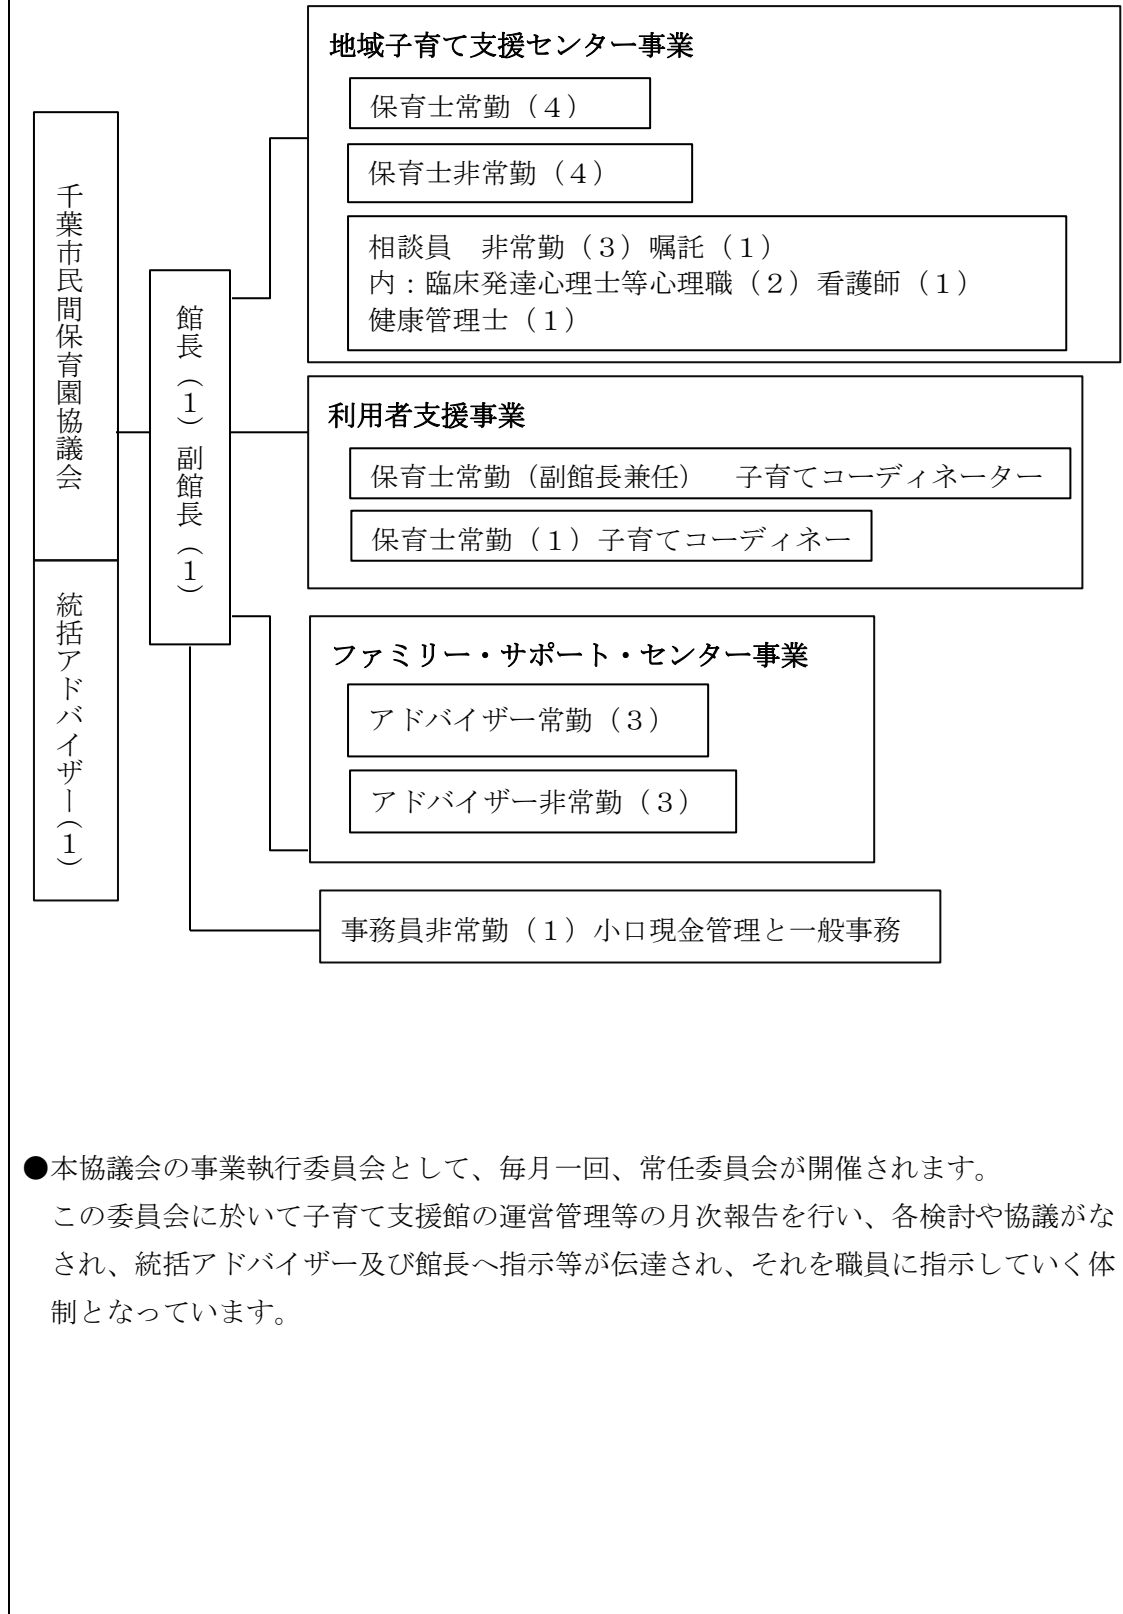 千葉市民間保育園協議会
統括アドバイザー（１）
館長（１）副館長（１）
地域子育て支援センター事業
保育士常勤（４）
保育士非常勤（４）
相談員　非常勤（３）嘱託（１）
内：臨床発達心理士等心理職（２）看護師（１）
健康管理士（１）
利用者支援事業
保育士常勤（副館長兼任）　子育てコーディネーター
保育士常勤（１）子育てコーディネー
ファミリー・サポート・センター事業
アドバイザー常勤（３）
アドバイザー非常勤（３）
事務員非常勤（１）小口現金管理と一般事務
●本協議会の事業執行委員会として、毎月一回、常任委員会が開催されます。
この委員会に於いて子育て支援館の運営管理等の月次報告を行い、各検討や協議がな
され、統括アドバイザー及び館長へ指示等が伝達され、それを職員に指示していく体
制となっています。